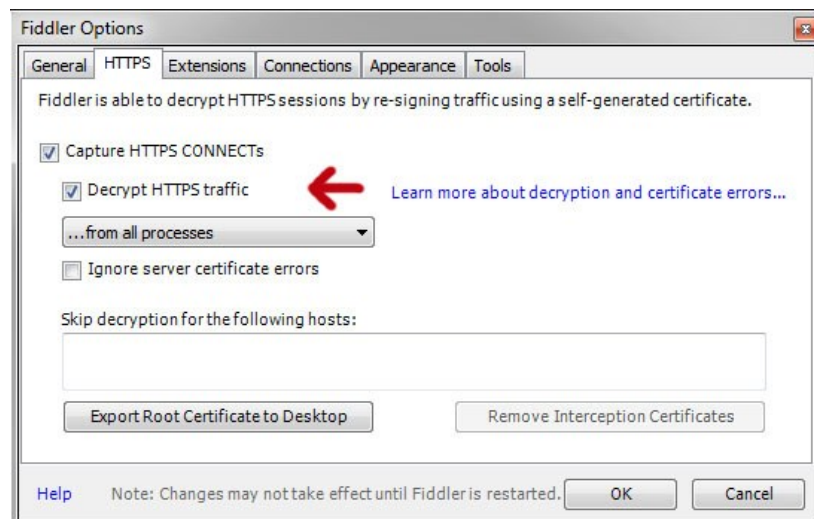 Fiddler Options
General HTTPS Extensions Connections Appearance Tools
Fiddler is able to decrypt HTTPS sessions by re-signing traffic using a self-generated certificate.
Capture HTTPS CONNECTs
Decrypt HTTPS traffic Learn more about decryption and certificate errors...
...from all processes
Ignore server certificate errors
Skip decryption for the following hosts:
Export Root Certificate to Desktop Remove Interception Certificates
Help Note: Changes may not take effect until Fiddler is restarted. OK Cancel